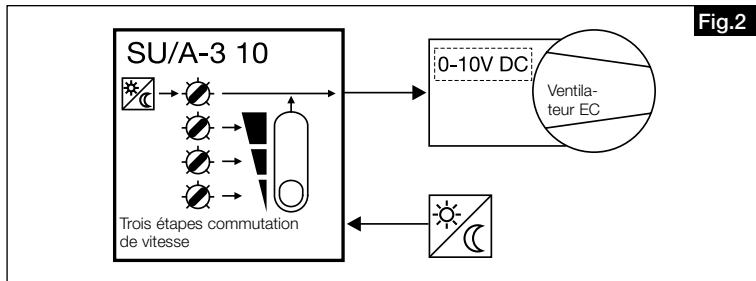 Fig.2
SU/A-3 10
0-10V DC
Ventila-
teur EC
Trois étapes commutation
de vitesse